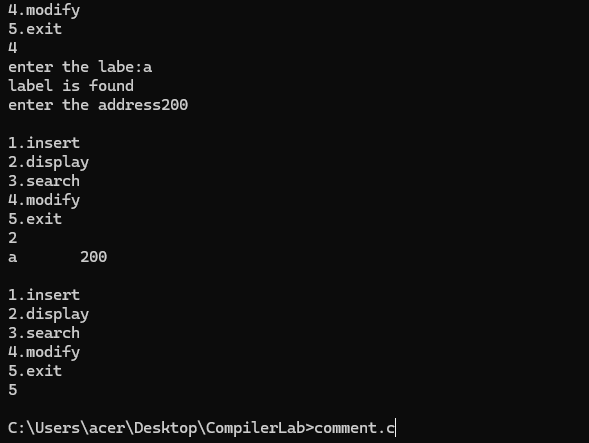 4.modify
5.exit
4
enter the labe:a
label is found
enter the address200
1.insert
2.display
3.search
4.modify
5.exit
2
a       200
1.insert
2.display
3.search
4.modify
5.exit
5
C:\Users\acer\Desktop\CompilerLab>comment.c